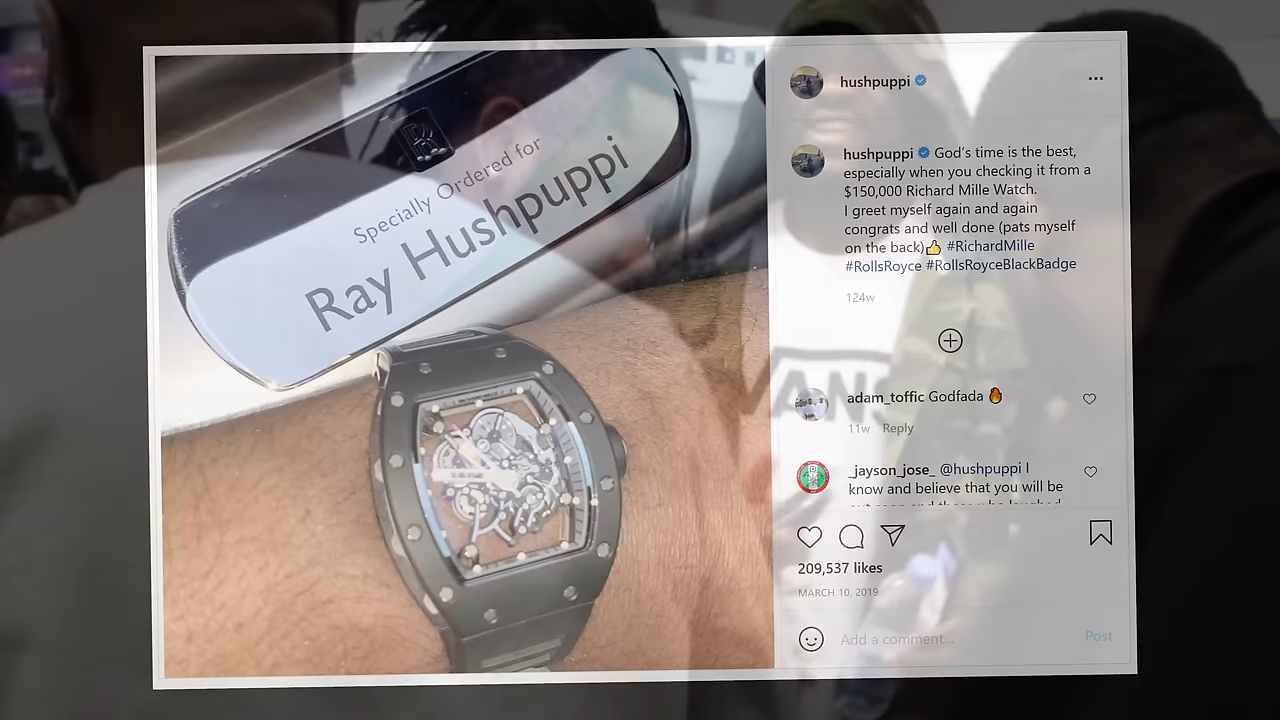 Specially Ordered for
Ray Hushpuppi
hushpuppi
hushpuppi God's time is the best,
especially when you checking it from a
$150,000 Richard Mille Watch.
I greet myself again and again
congrats and well done (pats myself
on the back)👍 #RichardMille
#RollsRoyce #RollsRoyceBlackBadge
124w
adam_toffic Godfada 🔥
11w Reply
_jayson_jose_ @hushpuppi I
know and believe that you will be
209,537 likes
MARCH 10, 2019
Add a comment...
Post
VANS